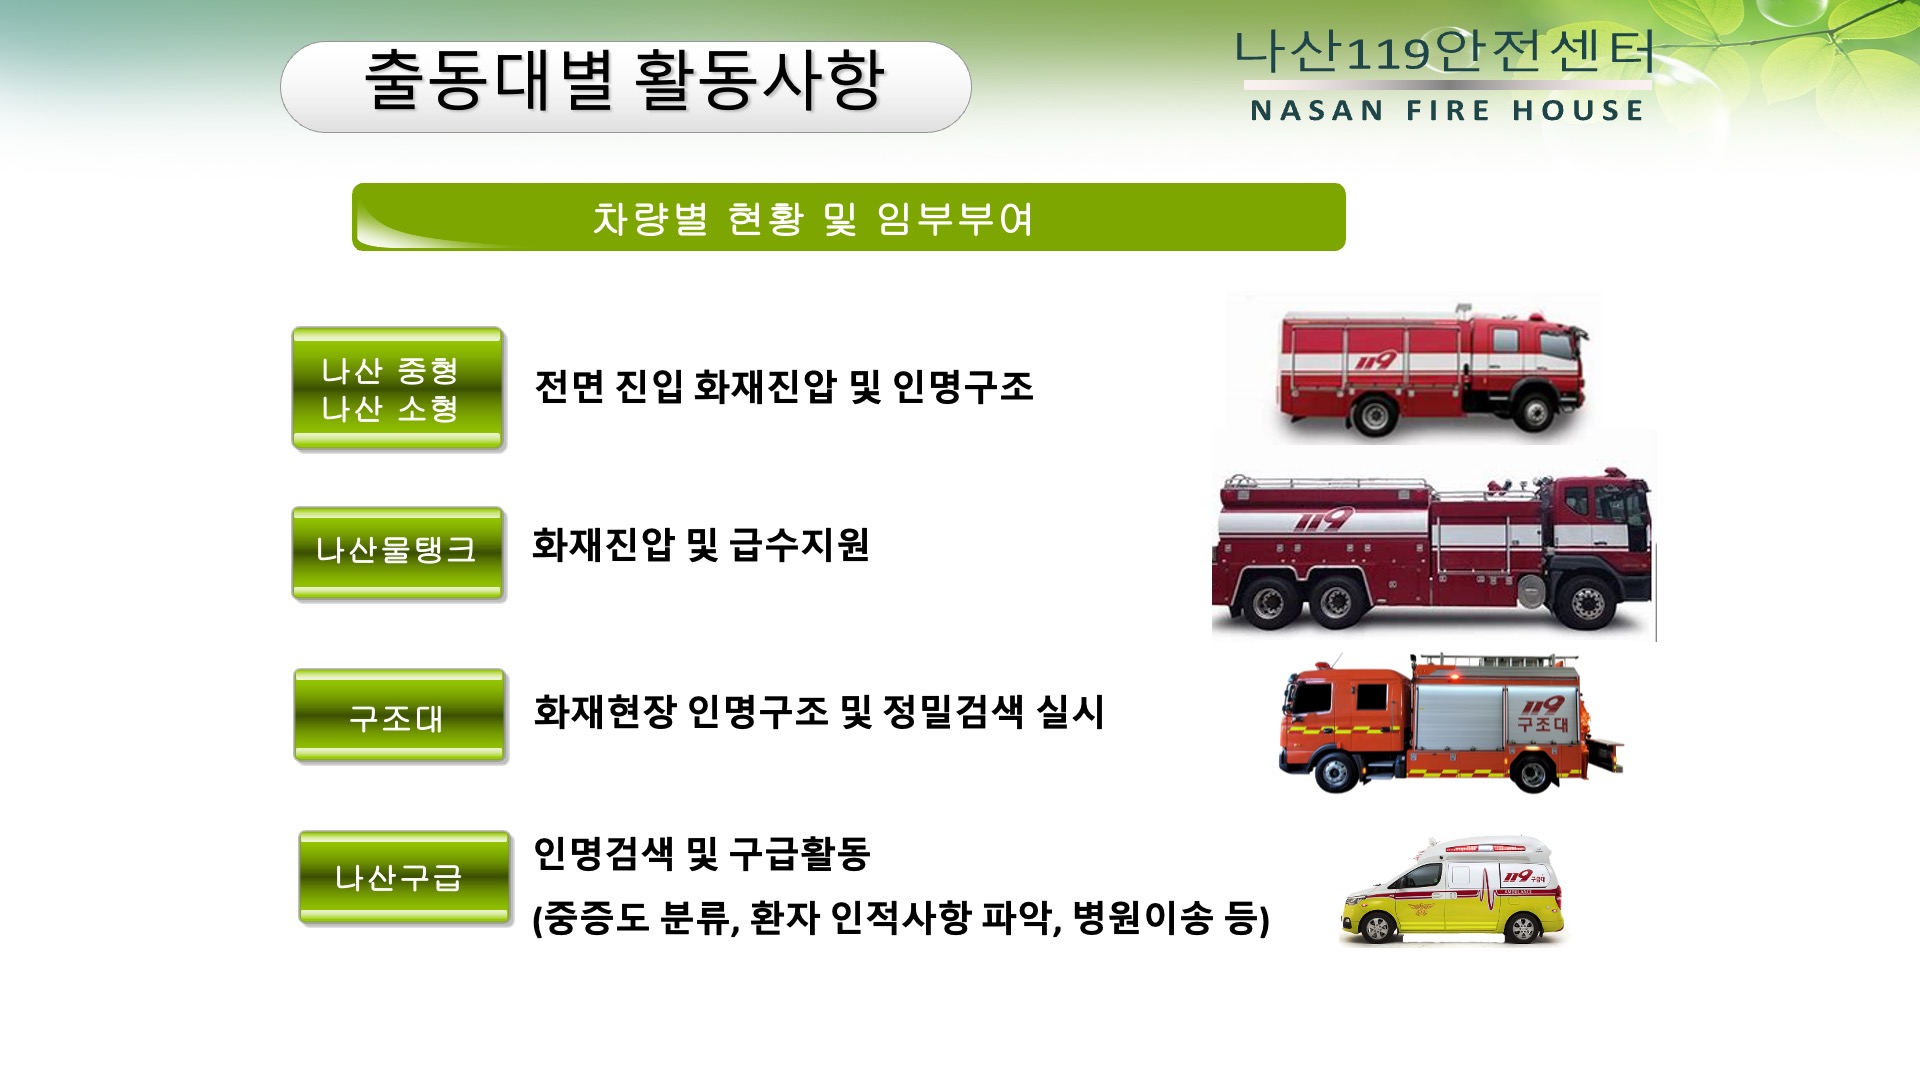 출동대별 활동사항
나산119안전센터
NASAN FIRE HOUSE
차량별 현황 및 임부부여
나산 중형
나산 소형
전면 진입 화재진압 및 인명구조
119
나산물탱크
화재진압 및 급수지원
119
구조대
화재현장 인명구조 및 정밀검색 실시
119
구조대
나산구급
인명검색 및 구급활동
(중증도 분류, 환자 인적사항 파악, 병원이송 등)
119 구급대
AMBULANCE